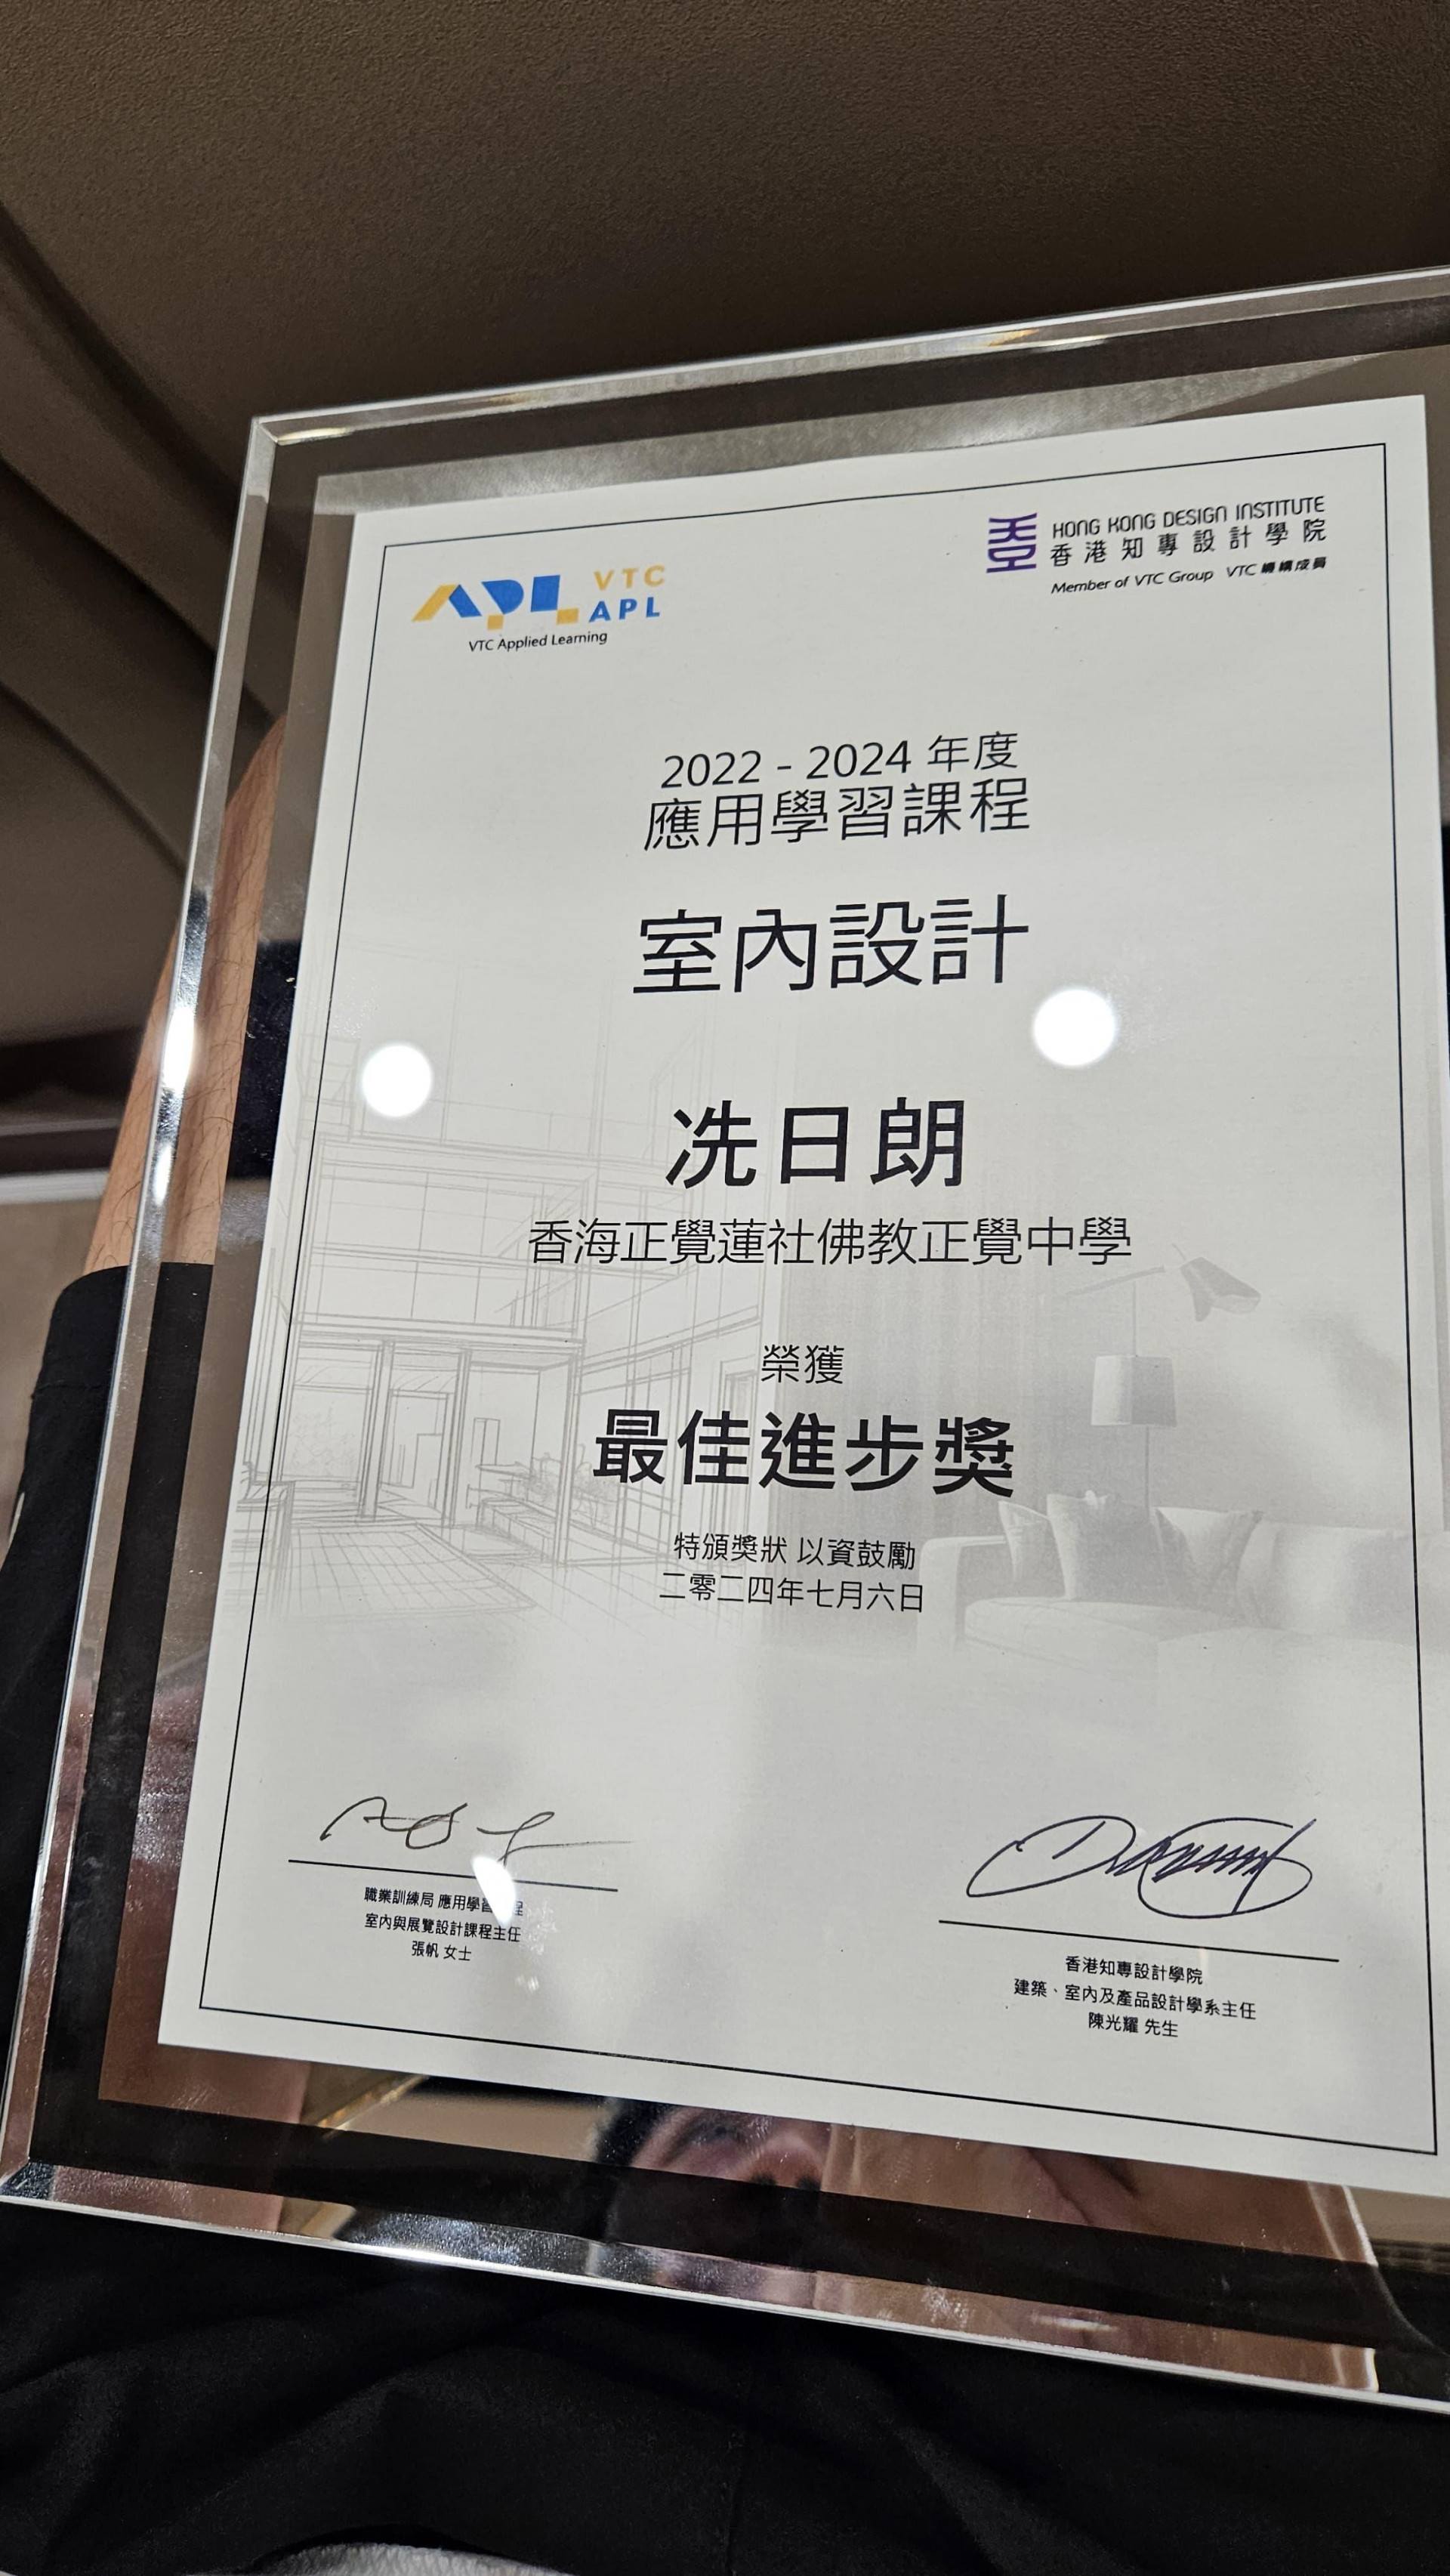 VTC
APL
VTC Applied Learning
HONG KONG DESIGN INSTITUTE
香港知專設計學院
Member of VTC Group VTC 機構成員
2022 - 2024 年度
應用學習課程
室內設計
冼日朗
香海正覺蓮社佛教正覺中學
榮獲
最佳進步獎
特頒獎狀 以資鼓勵
二零二四年七月六日
職業訓練局 應用學習 程
室內與展覽設計課程主任
張帆 女士
香港知專設計學院
建築、室內及產品設計學系主任
陳光耀 先生